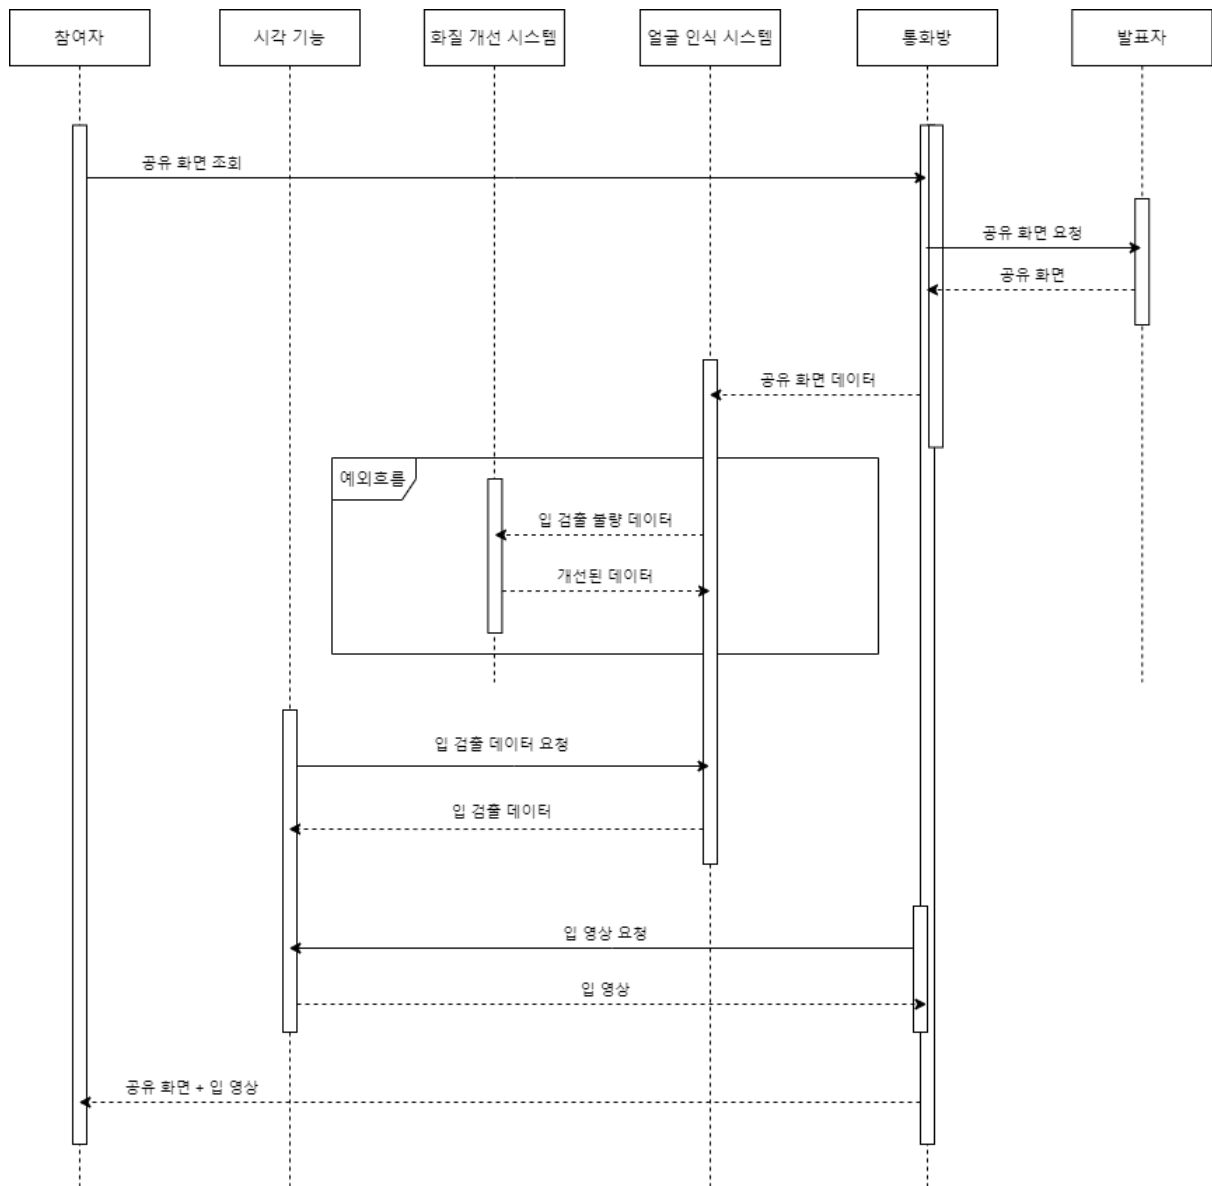 참여자
시각 기능
화질 개선 시스템
얼굴 인식 시스템
통화방
발표자
공유 화면 조회
공유 화면 요청
공유 화면
공유 화면 데이터
예외흐름
입 검출 불량 데이터
개선된 데이터
입 검출 데이터 요청
입 검출 데이터
입 영상 요청
입 영상
공유 화면 + 입 영상